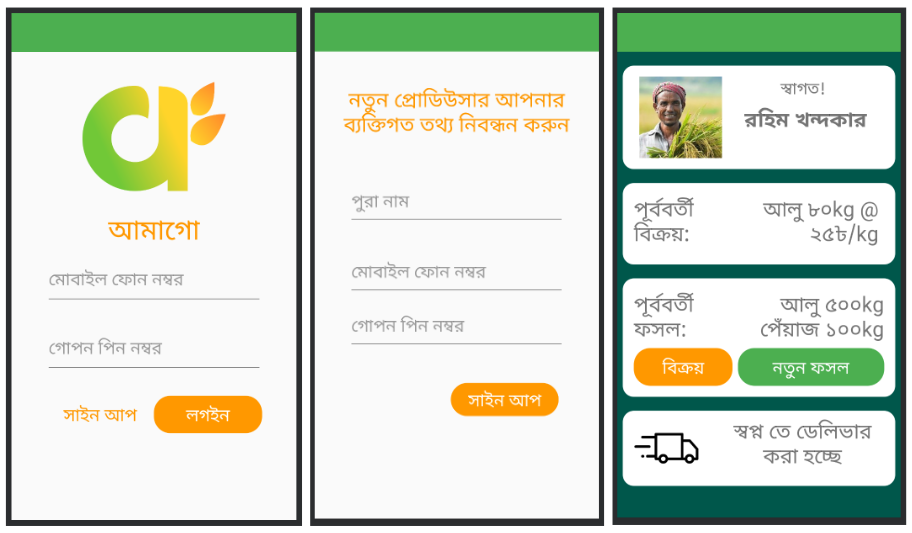 আমাগো
মোবাইল ফোন নম্বর
গোপন পিন নম্বর
সাইন আপ
লগইন
নতুন প্রোডিউসার আপনার
ব্যক্তিগত তথ্য নিবন্ধন করুন
পুরা নাম
মোবাইল ফোন নম্বর
গোপন পিন নম্বর
সাইন আপ
স্বাগত!
রহিম খন্দকার
পূর্ববর্তী
বিক্রয়:
আলু ৮০kg @
২৫৳/kg
পূর্ববর্তী
ফসল:
আলু ৫০০kg
পেঁয়াজ ১০০kg
বিক্রয়
নতুন ফসল
স্বপ্ন তে ডেলিভার
করা হচ্ছে